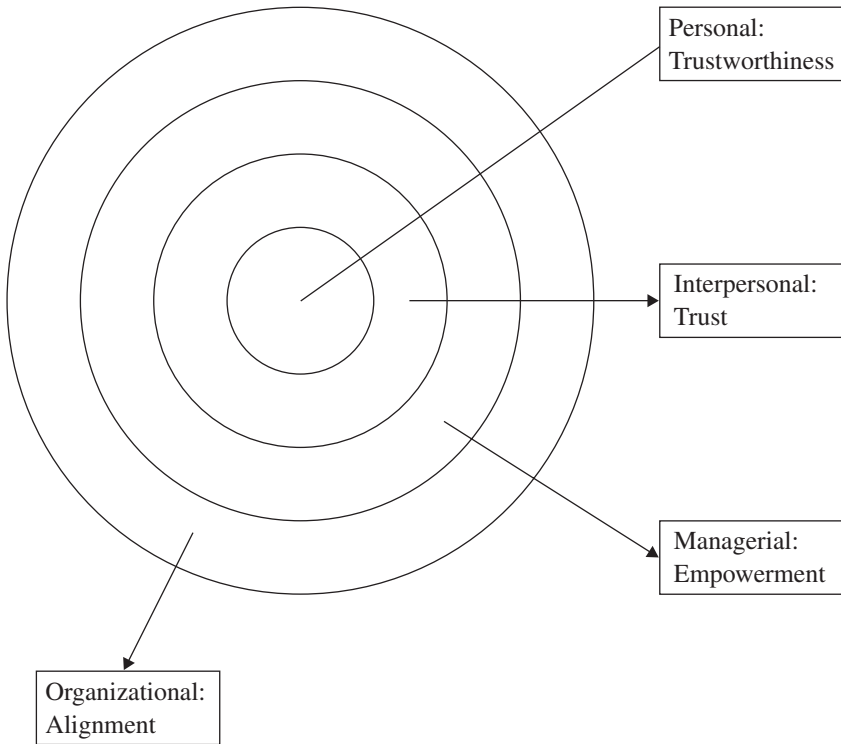 Personal:
Trustworthiness
Interpersonal:
Trust
Managerial:
Empowerment
Organizational:
Alignment